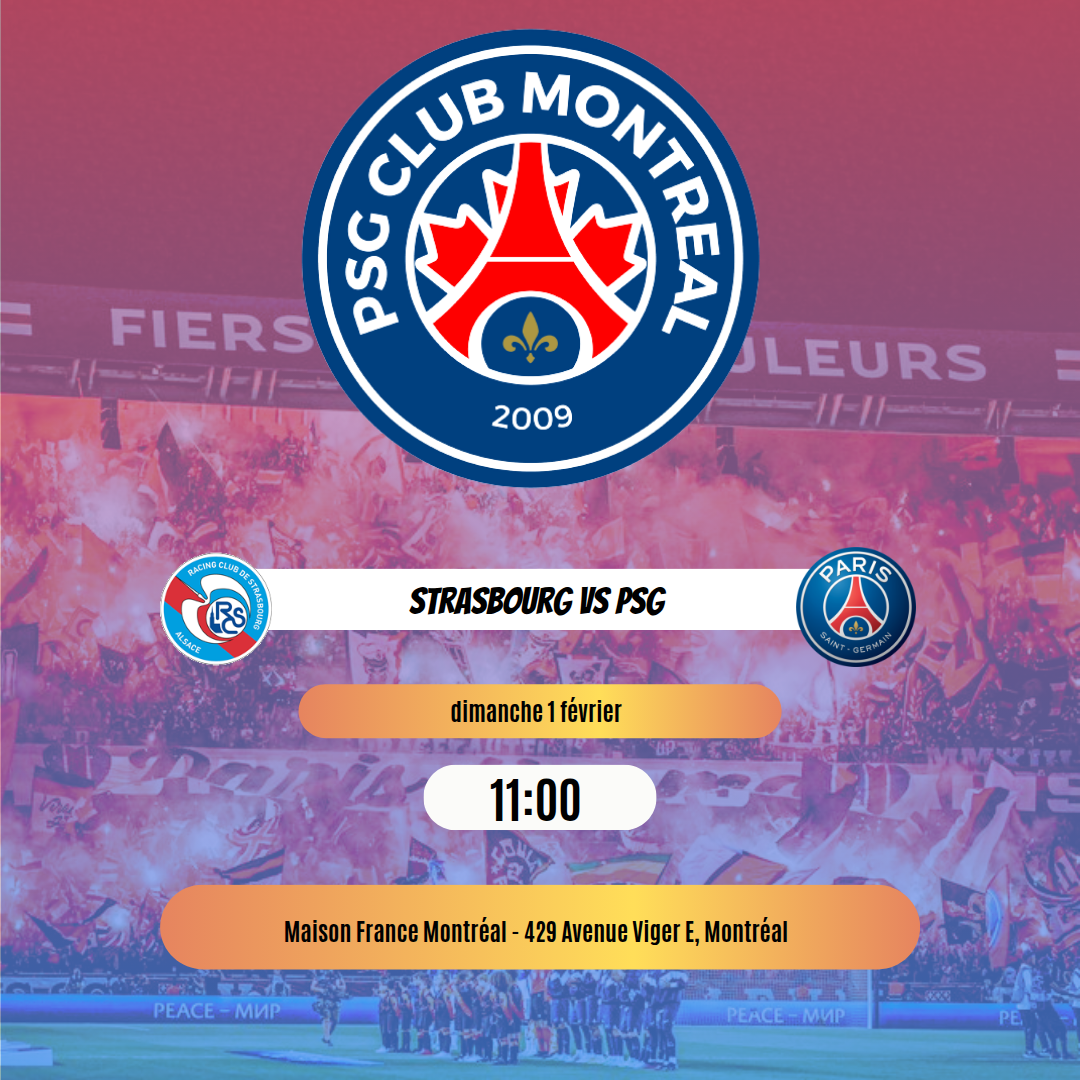 PSG CLUB MONTREAL
FIERS
ULEURS
2009
RACING CLUB DE STRASBOURG
RCS
ALSACE
STRASBOURG VS PSG
PARIS
SAINT-GERMAIN
dimanche 1 février
11:00
Maison France Montréal - 429 Avenue Viger E, Montréal
PEACE – МИР
PEACE – МИР
PE